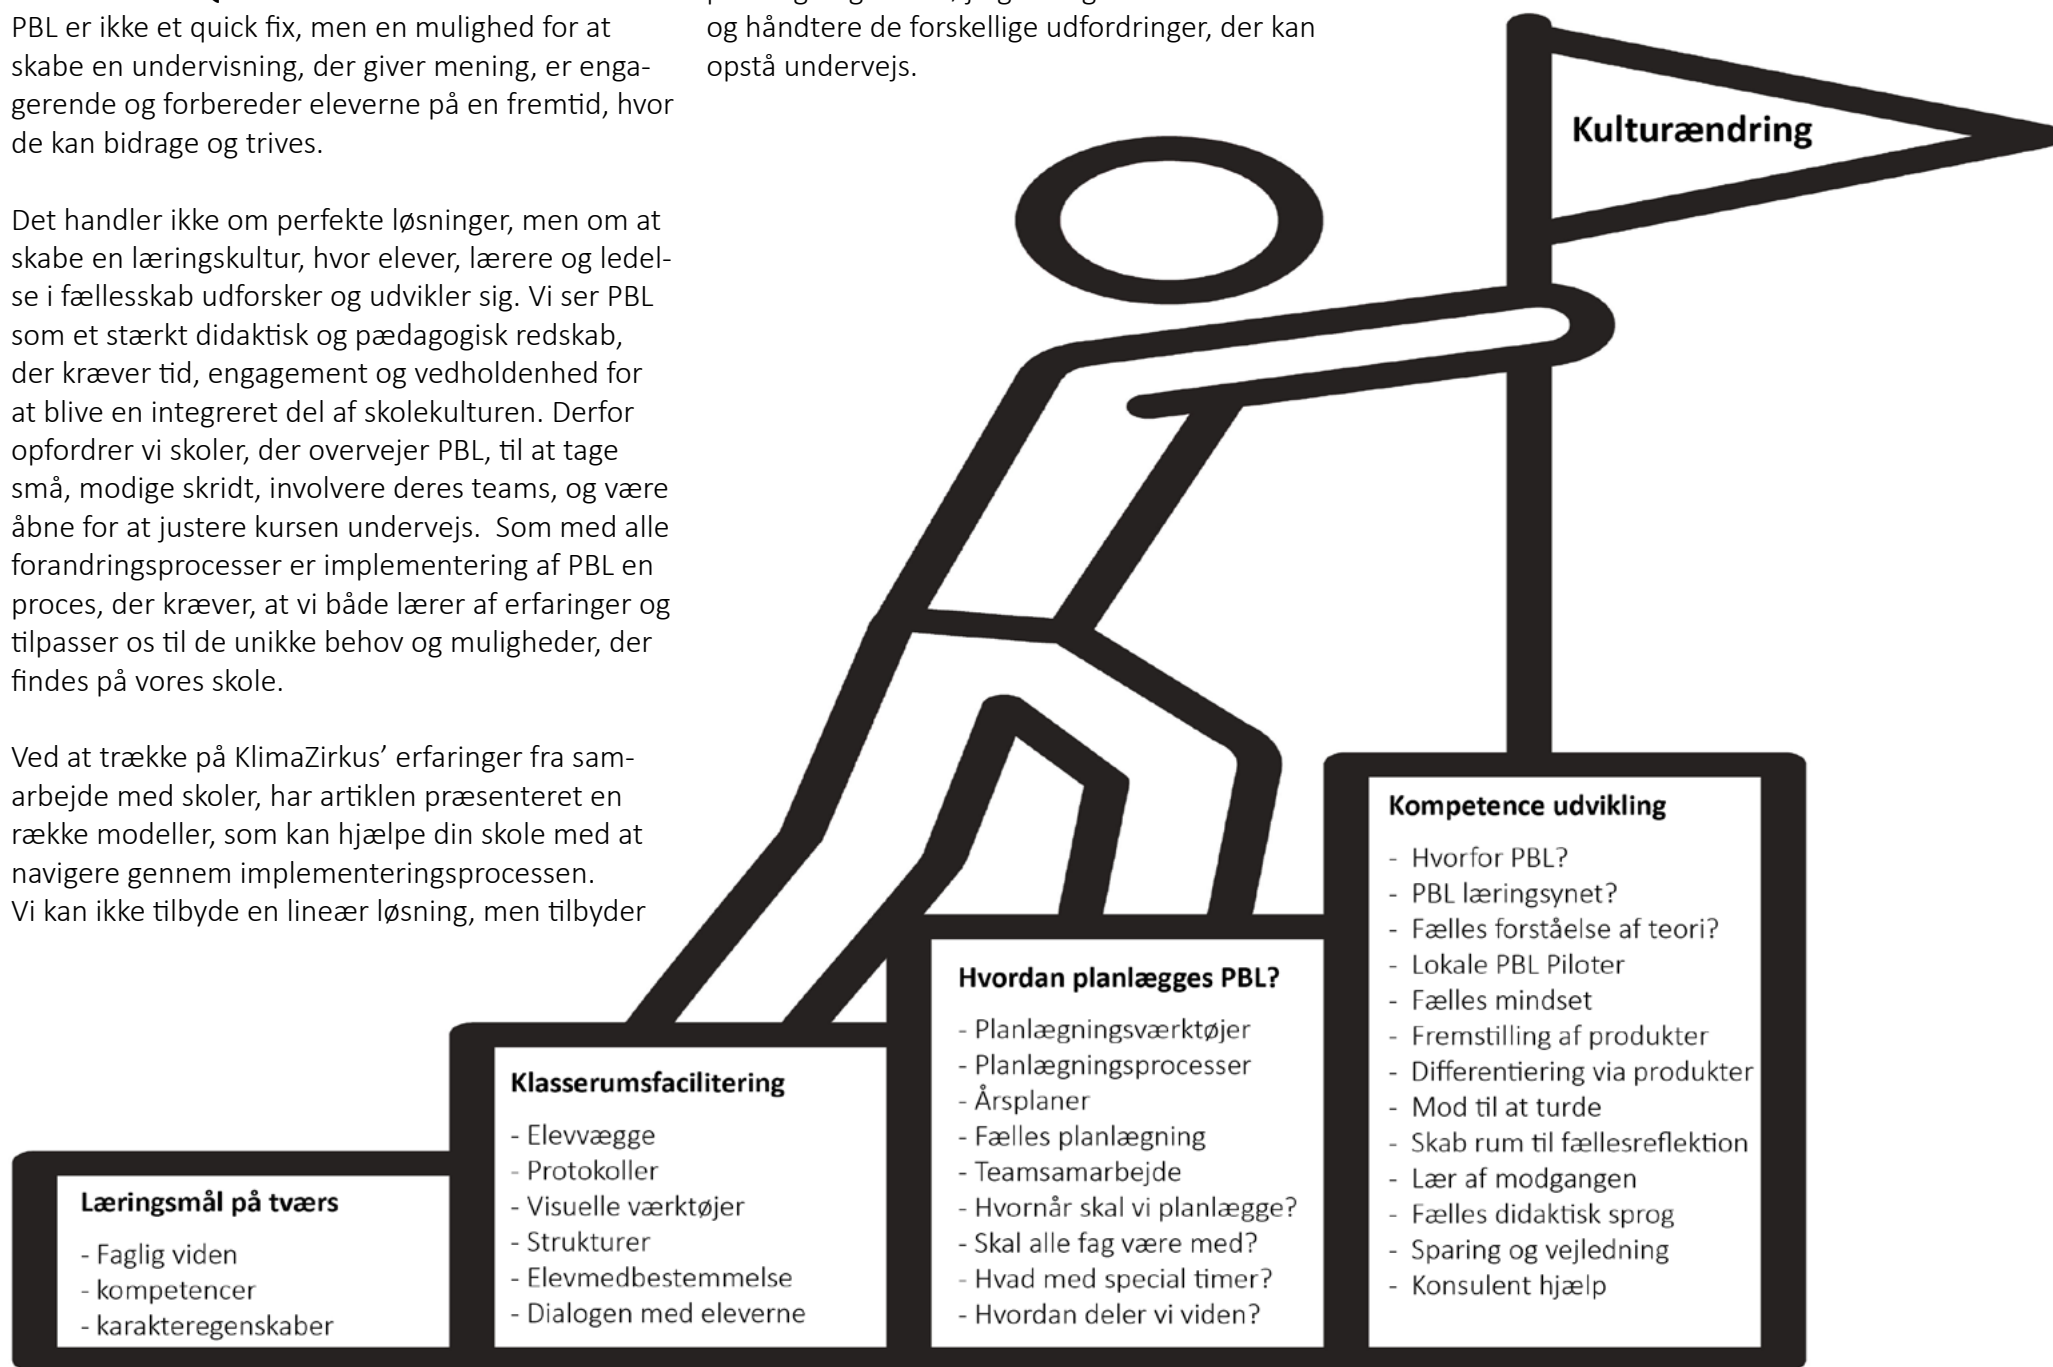 PBL er ikke et quick fix, men en mulighed for at
skabe en undervisning, der giver mening, er enga-
gerende og forbereder eleverne på en fremtid, hvor
de kan bidrage og trives.
Det handler ikke om perfekte løsninger, men om at
skabe en læringskultur, hvor elever, lærere og ledel-
se i fællesskab udforsker og udvikler sig. Vi ser PBL
som et stærkt didaktisk og pædagogisk redskab,
der kræver tid, engagement og vedholdenhed for
at blive en integreret del af skolekulturen. Derfor
opfordrer vi skoler, der overvejer PBL, til at tage
små, modige skridt, involvere deres teams, og være
åbne for at justere kursen undervejs.  Som med alle
forandringsprocesser er implementering af PBL en
proces, der kræver, at vi både lærer af erfaringer og
tilpasser os til de unikke behov og muligheder, der
findes på vores skole.
Ved at trække på KlimaZirkus’ erfaringer fra sam-
arbejde med skoler, har artiklen præsenteret en
række modeller, som kan hjælpe din skole med at
navigere gennem implementeringsprocessen.
Vi kan ikke tilbyde en lineær løsning, men tilbyder
og håndtere de forskellige udfordringer, der kan
opstå undervejs.
Kulturændring
Læringsmål på tværs
- Faglig viden
- kompetencer
- karakteregenskaber
Klasserumsfacilitering
- Elevvægge
- Protokoller
- Visuelle værktøjer
- Strukturer
- Elevmedbestemmelse
- Dialogen med eleverne
Hvordan planlægges PBL?
- Planlægningsværktøjer
- Planlægningsprocesser
- Årsplaner
- Fælles planlægning
- Teamsamarbejde
- Hvornår skal vi planlægge?
- Skal alle fag være med?
- Hvad med special timer?
- Hvordan deler vi viden?
Kompetence udvikling
- Hvorfor PBL?
- PBL læringsynet?
- Fælles forståelse af teori?
- Lokale PBL Piloter
- Fælles mindset
- Fremstilling af produkter
- Differentiering via produkter
- Mod til at turde
- Skab rum til fællesreflektion
- Lær af modgangen
- Fælles didaktisk sprog
- Sparing og vejledning
- Konsulent hjælp